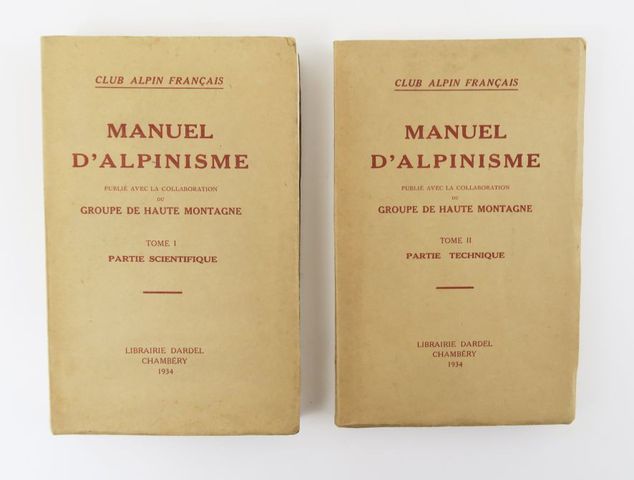 CLUB ALPIN FRANÇAIS
MANUEL
D'ALPINISME
PUBLIÉ AVEC LA COLLABORATION
DU
GROUPE DE HAUTE MONTAGNE
TOME I
PARTIE SCIENTIFIQUE
LIBRAIRIE DARDEL
CHAMBÉRY
1934
CLUB ALPIN FRANÇAIS
MANUEL
D'ALPINISME
PUBLIÉ AVEC LA COLLABORATION
DU
GROUPE DE HAUTE MONTAGNE
TOME II
PARTIE TECHNIQUE
LIBRAIRIE DARDEL
CHAMBÉRY
1934